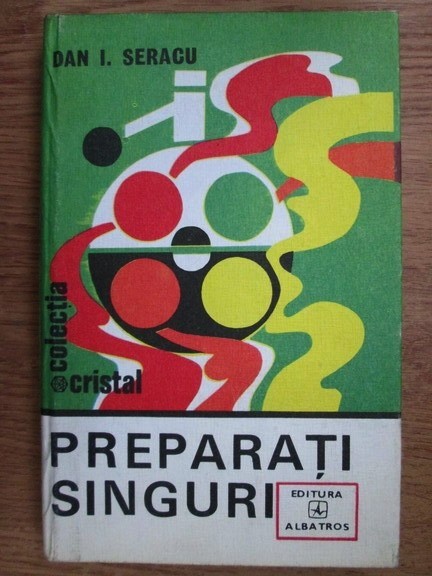 DAN I. SERACU
colecția
cristal
PREPARAȚI
SINGURI
EDITURA
ALBATROS